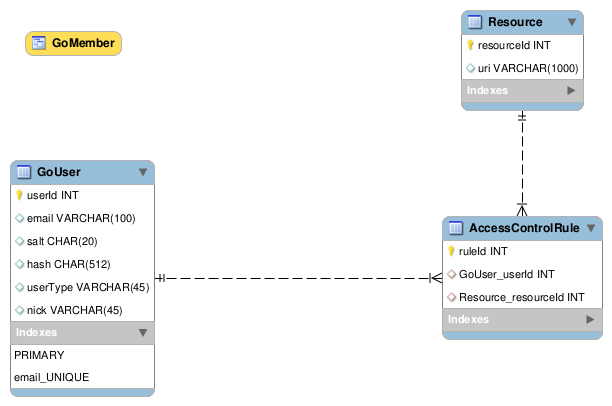 GoMember
Resource
resourceId INT
uri VARCHAR(1000)
Indexes
GoUser
userId INT
email VARCHAR(100)
salt CHAR(20)
hash CHAR(512)
userType VARCHAR(45)
nick VARCHAR(45)
Indexes
PRIMARY
email_UNIQUE
AccessControlRule
ruleId INT
GoUser_userId INT
Resource_resourceId INT
Indexes